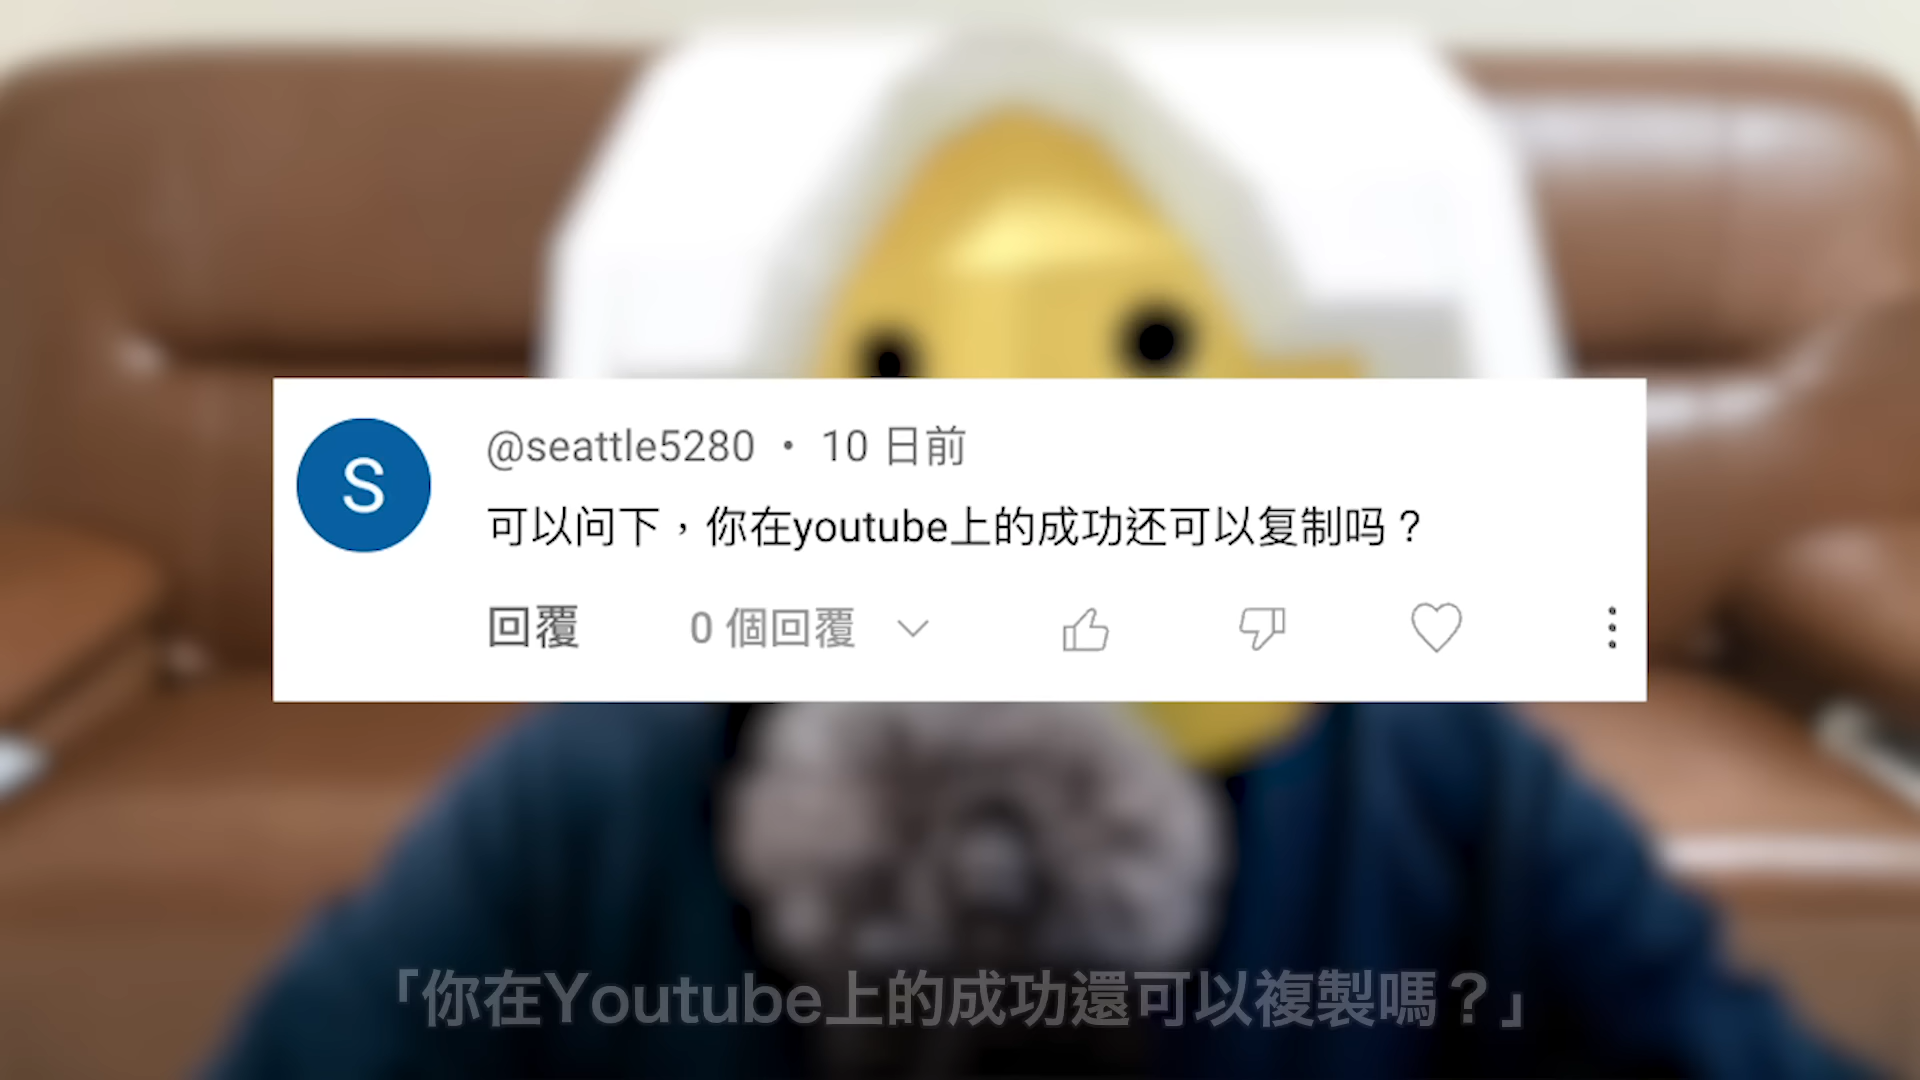 S
@seattle5280 • 10 日前
可以问下，你在youtube上的成功还可以复制吗？
回覆 0 個回覆
「你在Youtube上的成功還可以複製嗎？」